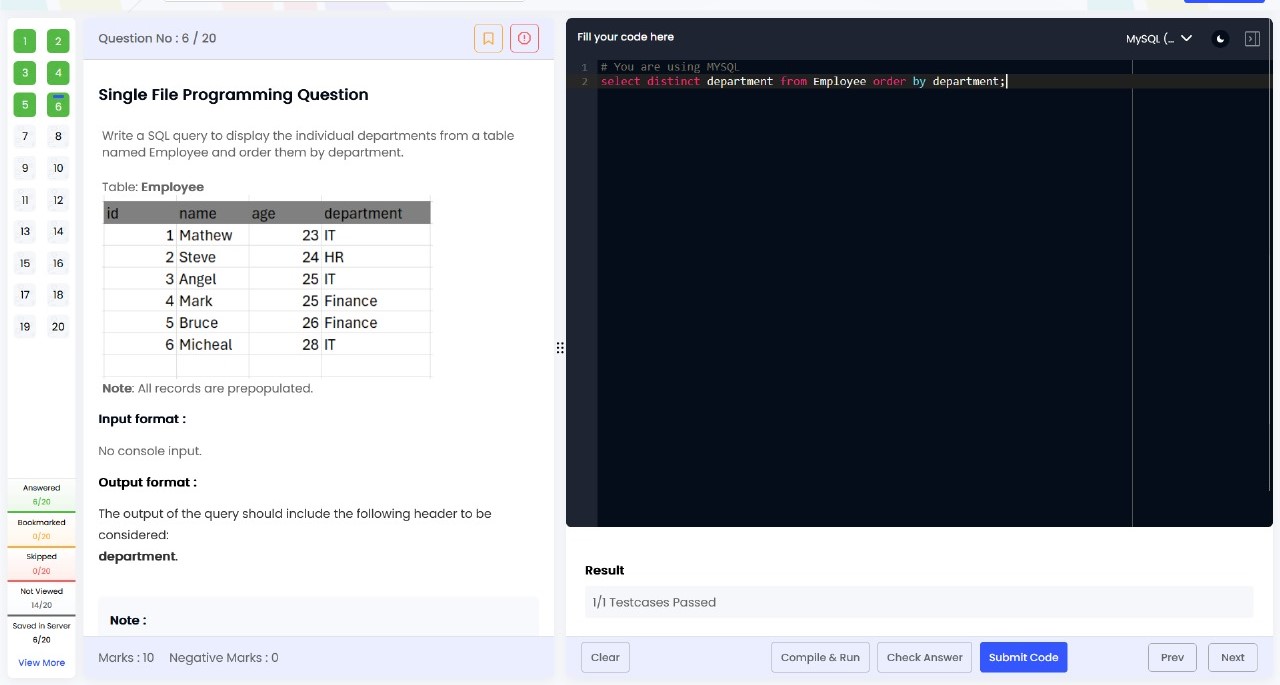 1 2
3 4
5 6
7 8
9 10
11 12
13 14
15 16
17 18
19 20
Answered
6/20
Bookmarked
0/20
Skipped
0/20
Not Viewed
14/20
Saved in Server
6/20
View More
Question No : 6 / 20
Single File Programming Question
Write a SQL query to display the individual departments from a table
named Employee and order them by department.
Table: Employee
id name age department
1 Mathew 23 IT
2 Steve 24 HR
3 Angel 25 IT
4 Mark 25 Finance
5 Bruce 26 Finance
6 Micheal 28 IT
Note: All records are prepopulated.
Input format :
No console input.
Output format :
The output of the query should include the following header to be
considered:
department.
Note :
Marks : 10 Negative Marks : 0
Fill your code here
MySQL (...
1 # You are using MYSQL
2 select distinct department from Employee order by department;
Result
1/1 Testcases Passed
Clear Compile & Run Check Answer Submit Code Prev Next